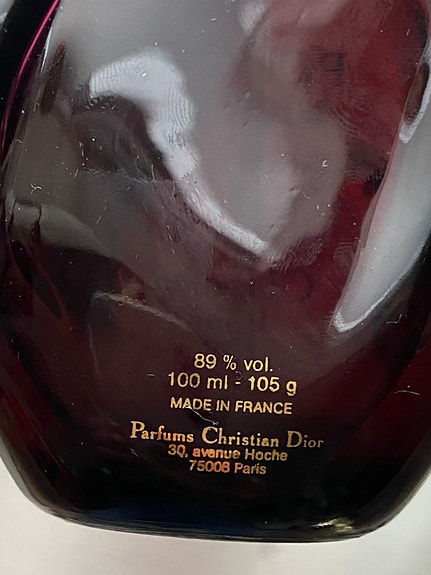 89 % vol.
100 ml - 105 g
MADE IN FRANCE
Parfums Christian Dior
30, avenue Hoche
75008 Paris